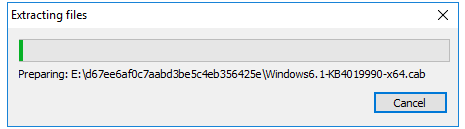 Extracting files
Preparing: E:\d67ee6af0c7aabd3be5c4eb356425e\Windows6.1-KB4019990-x64.cab
Cancel